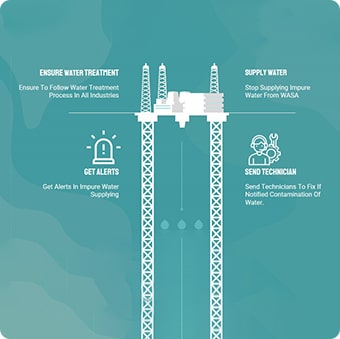 ENSURE WATER TREATMENT
Ensure To Follow Water Treatment
Process In All Industries
SUPPLY WATER
Stop Supplying Impure
Water From WASA
GET ALERTS
Get Alerts In Impure Water
Supplying
SEND TECHNICIAN
Send Technicians To Fix If
Notified Contamination Of
Water.